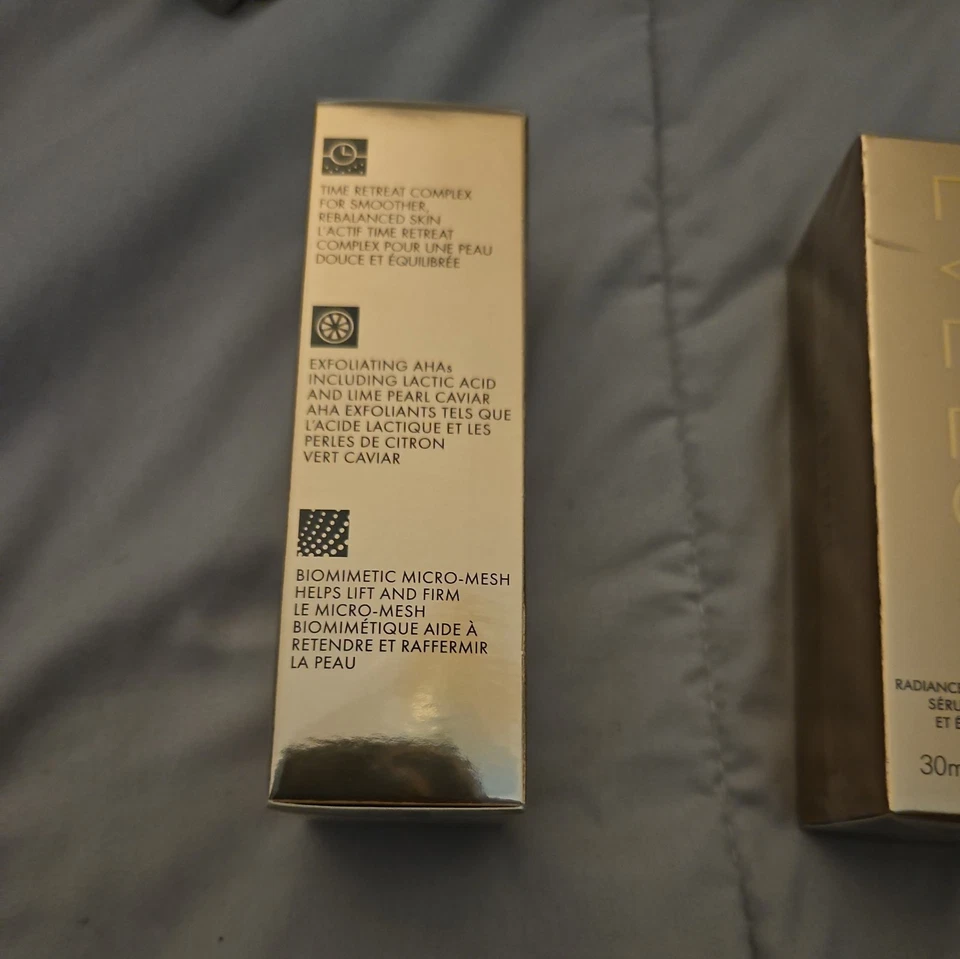 TIME RETREAT COMPLEX
FOR SMOOTHER,
REBALANCED SKIN
L'ACTIF TIME RETREAT
COMPLEX POUR UNE PEAU
DOUCE ET ÉQUILIBRÉE
EXFOLIATING AHAs
INCLUDING LACTIC ACID
AND LIME PEARL CAVIAR
AHA EXFOLIANTS TELS QUE
L'ACIDE LACTIQUE ET LES
PERLES DE CITRON
VERT CAVIAR
BIOMIMETIC MICRO-MESH
HELPS LIFT AND FIRM
LE MICRO-MESH
BIOMIMÉTIQUE AIDE À
RETENDRE ET RAFFERMIR
LA PEAU
RADIANCE
ET